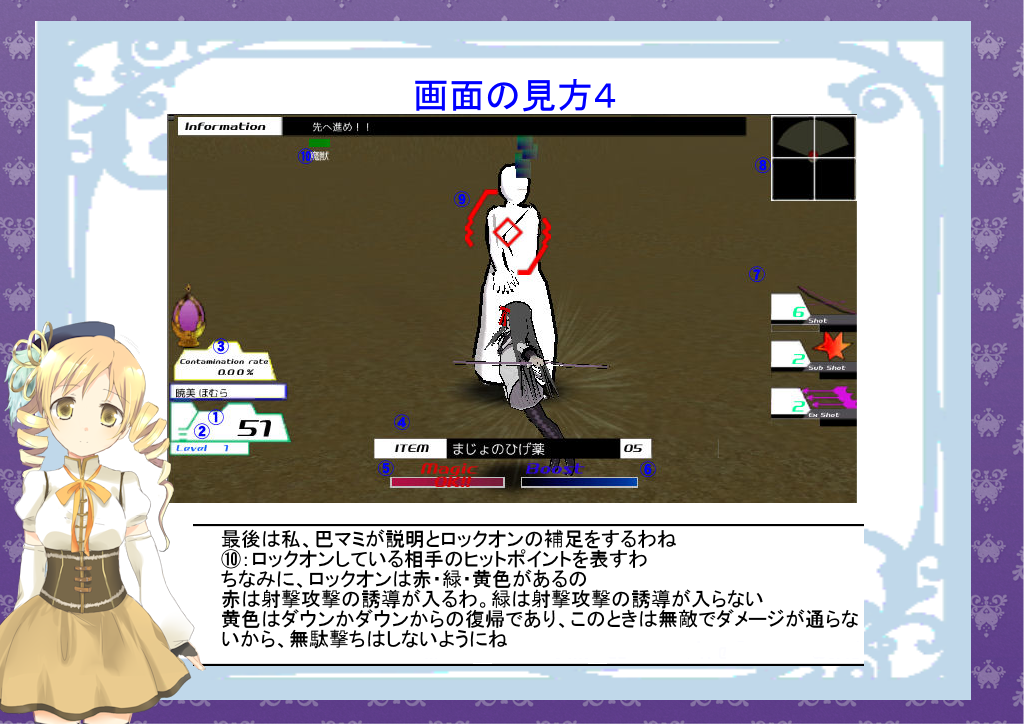 画面の見方4
Information 先へ進め！！
⑩魔獣
⑨
⑧
⑦
6
Shot
③
Contamination rate
0.00%
2
Sub Shot
暁美 ほむら
2
Ex Shot
①
② 51
Level 1
④
ITEM まじょのひげ薬 05
⑤ Magic Boost ⑥
Skill
最後は私、巴マミが説明とロックオンの補足をするわね
⑩：ロックオンしている相手のヒットポイントを表すわ
ちなみに、ロックオンは赤・緑・黄色があるの
赤は射撃攻撃の誘導が入るわ。緑は射撃攻撃の誘導が入らない
黄色はダウンかダウンからの復帰であり、このときは無敵でダメージが通らな
いから、無駄撃ちはしないようにね